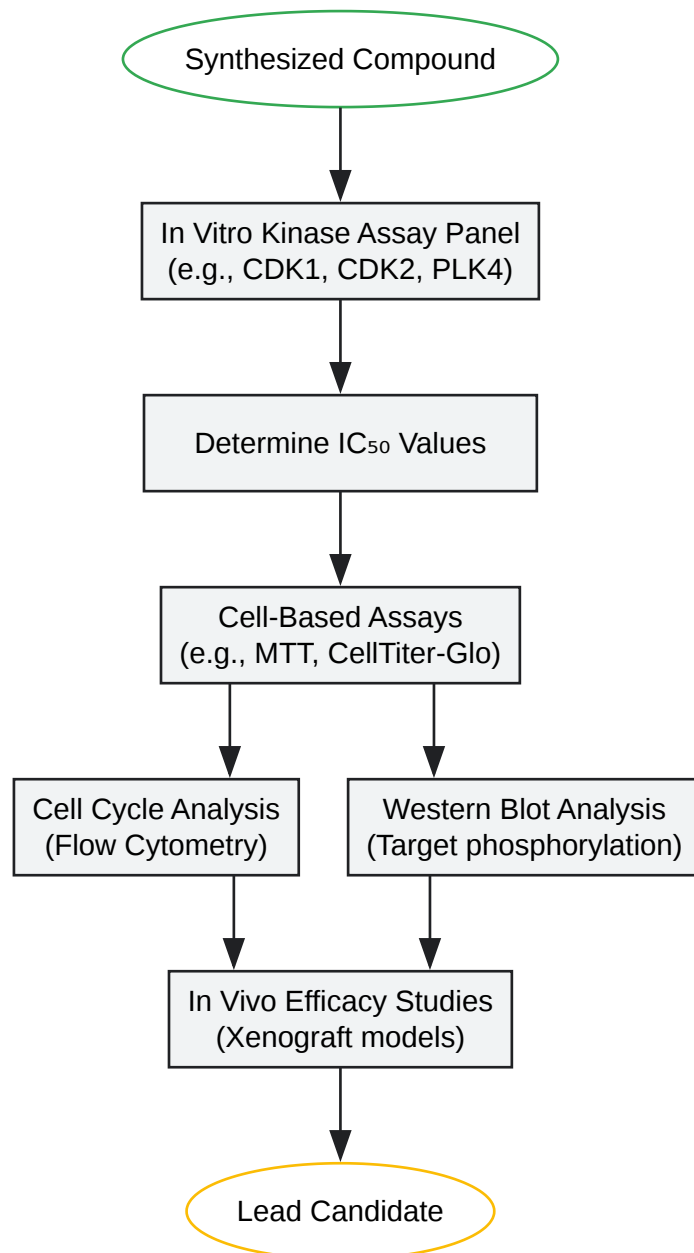 Synthesized Compound
In Vitro Kinase Assay Panel
(e.g., CDK1, CDK2, PLK4)
Determine IC₅₀ Values
Cell-Based Assays
(e.g., MTT, CellTiter-Glo)
Cell Cycle Analysis
(Flow Cytometry)
Western Blot Analysis
(Target phosphorylation)
In Vivo Efficacy Studies
(Xenograft models)
Lead Candidate